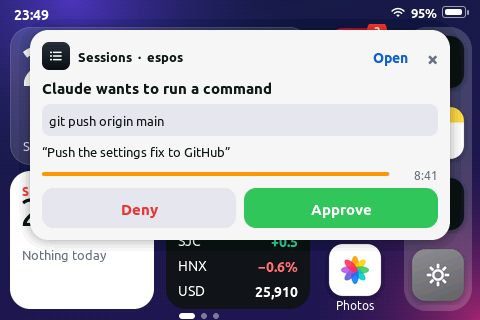 23:49
95%
Sessions · espos
Open
×
Claude wants to run a command
git push origin main
“Push the settings fix to GitHub”
8:41
Deny
Approve
Nothing today
SJC +0.5
HNX −0.6%
USD 25,910
Photos